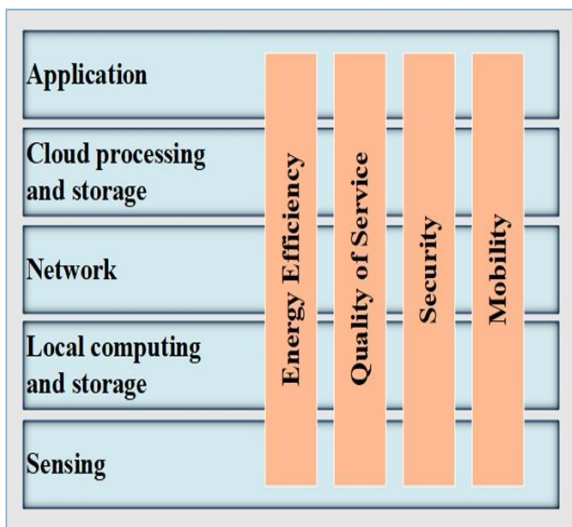 Application
Cloud processing
and storage
Network
Local computing
and storage
Sensing
Energy Efficiency
Quality of Service
Security
Mobility